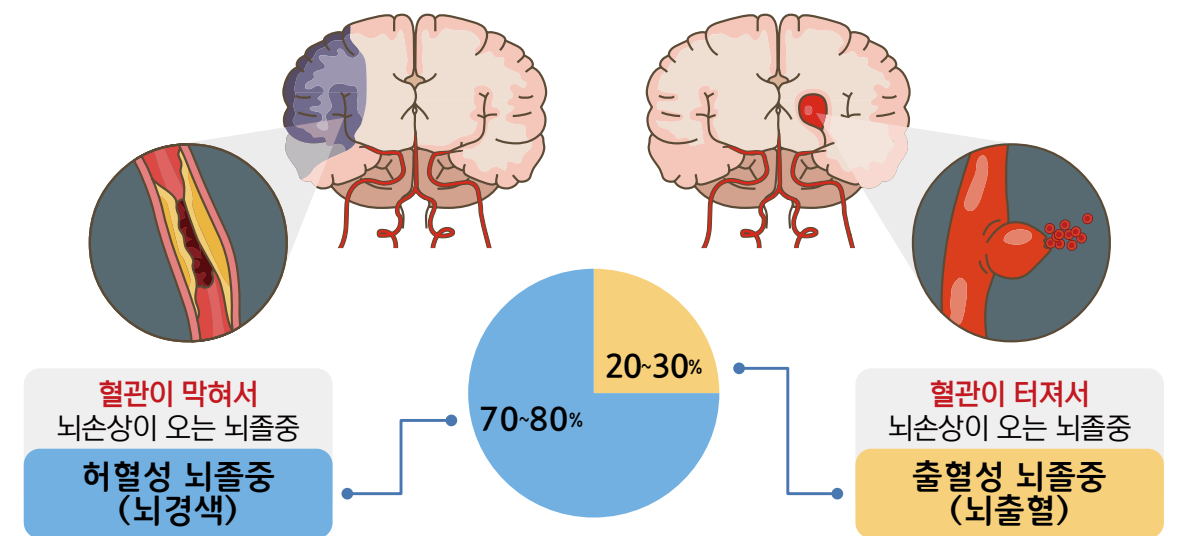 20~30%
70~80%
혈관이 막혀서
뇌손상이 오는 뇌졸중
허혈성 뇌졸중
(뇌경색)
혈관이 터져서
뇌손상이 오는 뇌졸중
출혈성 뇌졸중
(뇌출혈)